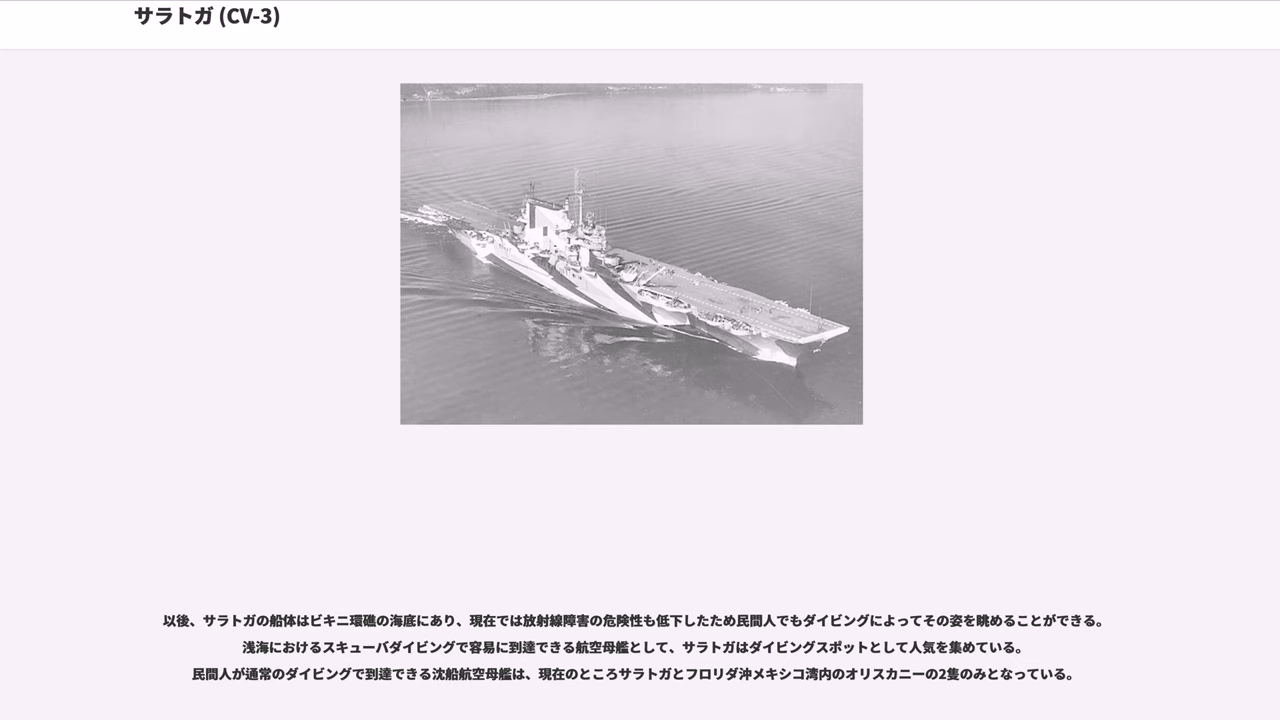 サラトガ (CV-3)
以後、サラトガの船体はビキニ環礁の海底にあり、現在では放射線障害の危険性も低下したため民間人でもダイビングによってその姿を眺めることができる。
浅海におけるスキューバダイビングで容易に到達できる航空母艦として、サラトガはダイビングスポットとして人気を集めている。
民間人が通常のダイビングで到達できる沈船航空母艦は、現在のところサラトガとフロリダ沖メキシコ湾内のオリスカニーの2隻のみとなっている。